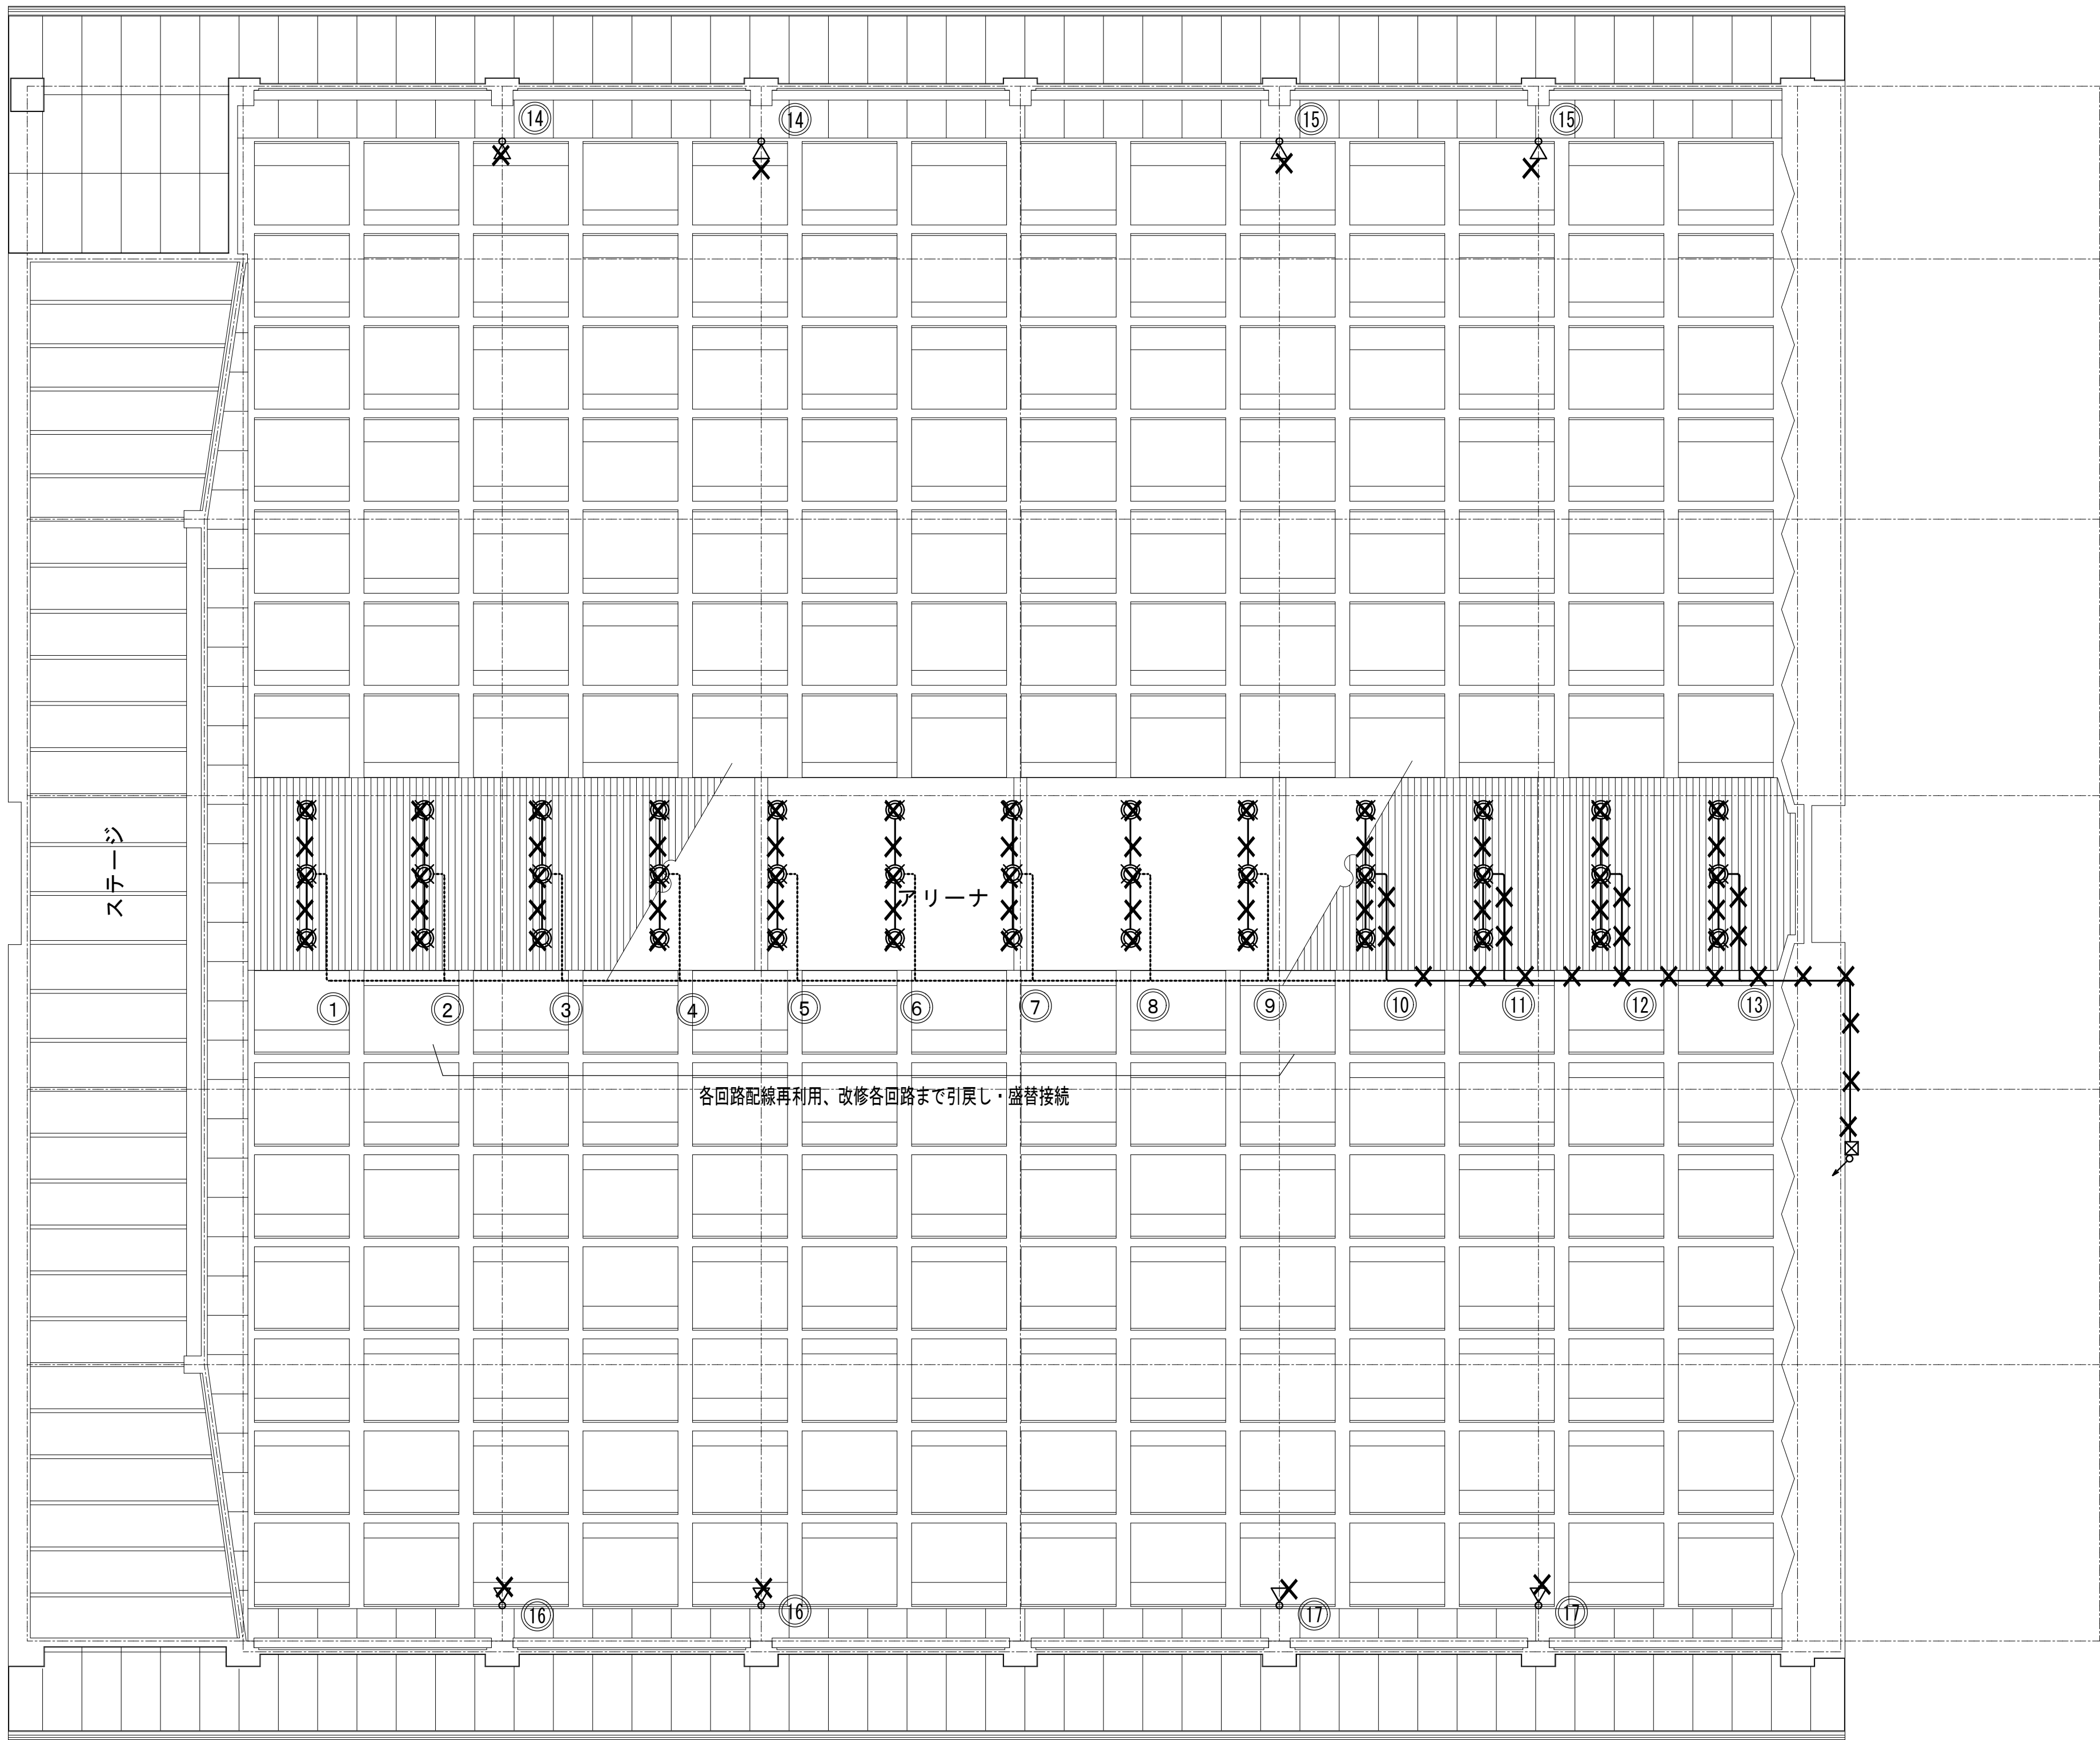 ⑭ ⑭ ⑮ ⑮
ステージ
アリーナ
① ② ③ ④ ⑤ ⑥ ⑦ ⑧ ⑨ ⑩ ⑪ ⑫ ⑬
各回路配線再利用、改修各回路まで引戻し・盛替接続
⑯ ⑯ ⑰ ⑰